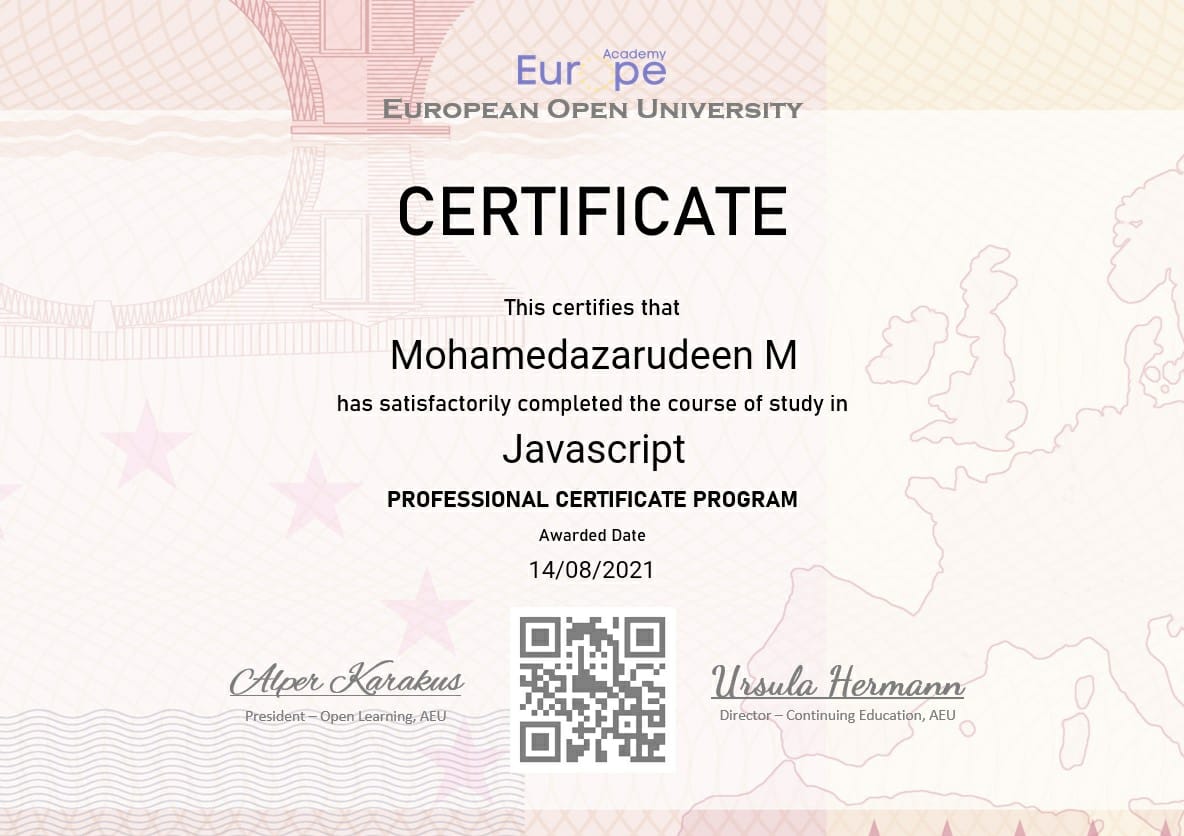 Academy
Eur pe
EUROPEAN OPEN UNIVERSITY
CERTIFICATE
This certifies that
Mohamedazarudeen M
has satisfactorily completed the course of study in
Javascript
PROFESSIONAL CERTIFICATE PROGRAM
Awarded Date
14/08/2021
Alper Karakus
President – Open Learning, AEU
Ursula Hermann
Director – Continuing Education, AEU